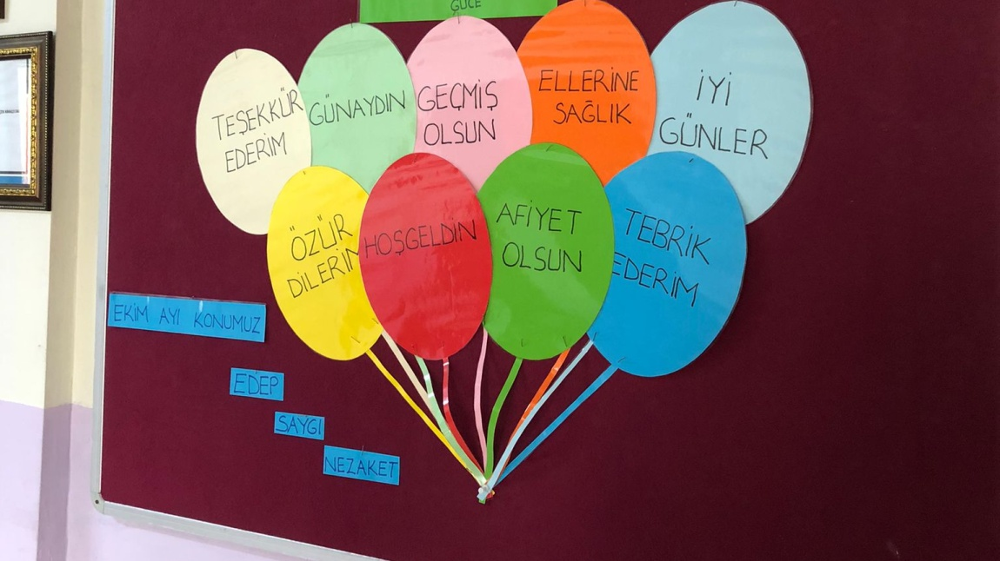 GÜCE
TEŞEKKÜR
EDERİM
GÜNAYDIN
GEÇMİŞ
OLSUN
ELLERİNE
SAĞLIK
İYİ
GÜNLER
ÖZÜR
DİLERİM
HOŞGELDİN
AFİYET
OLSUN
TEBRİK
EDERİM
EKİM AYI KONUMUZ
EDEP
SAYGI
NEZAKET